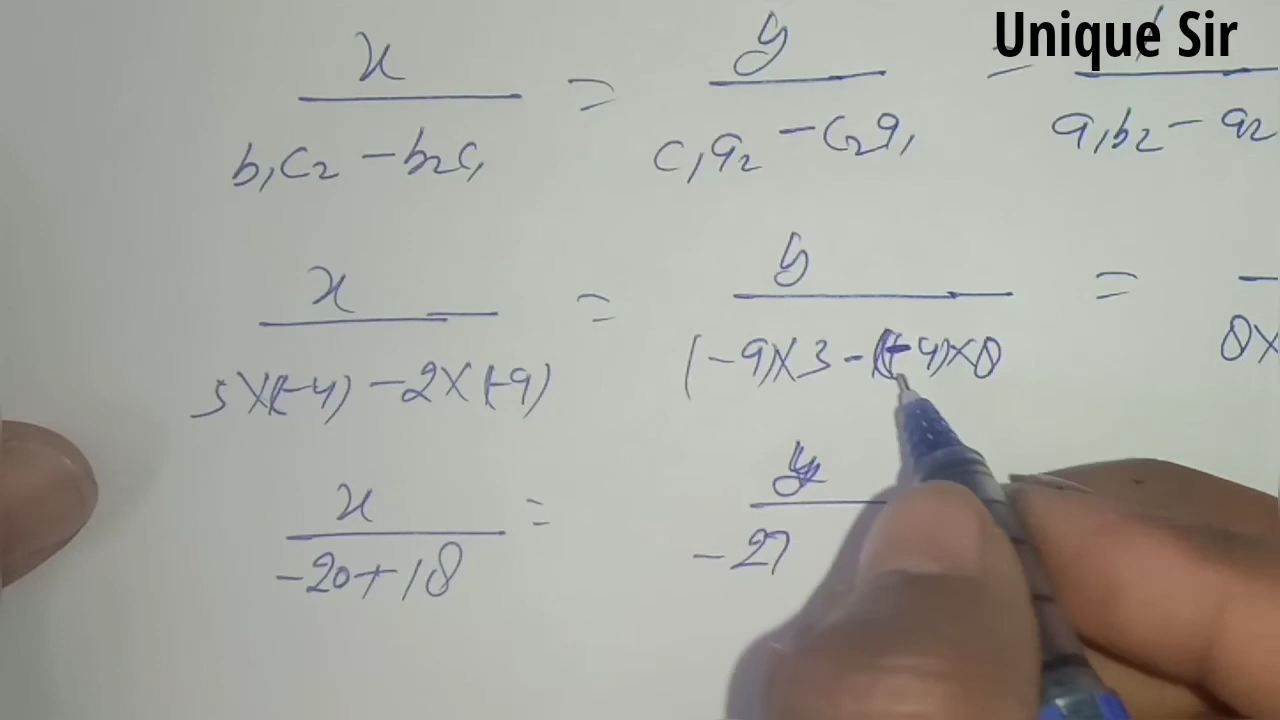 Unique Sir
x/(b₁c₂ - b₂c₁) = y/(c₁a₂ - c₂a₁) = /(a₁b₂ - a₂
x/(5×(-4) - 2×(-9)) = y/((-9)×3 - (-4)×8) = /(8×
x/(-20+18) = y/(-27